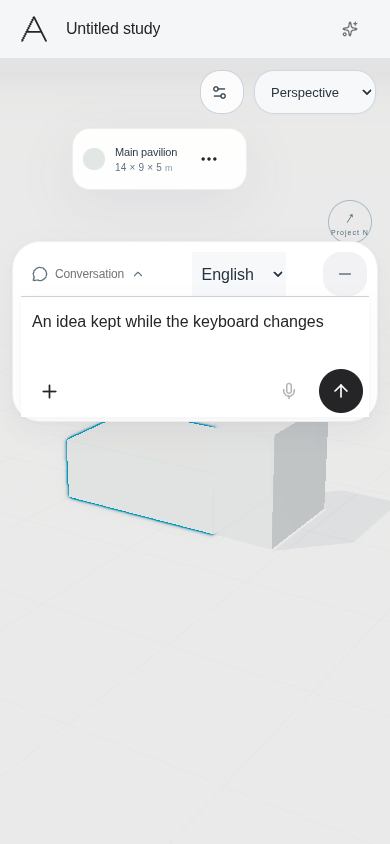 Untitled study
Perspective
Main pavilion
14 × 9 × 5 m
Project N
Conversation
English
An idea kept while the keyboard changes